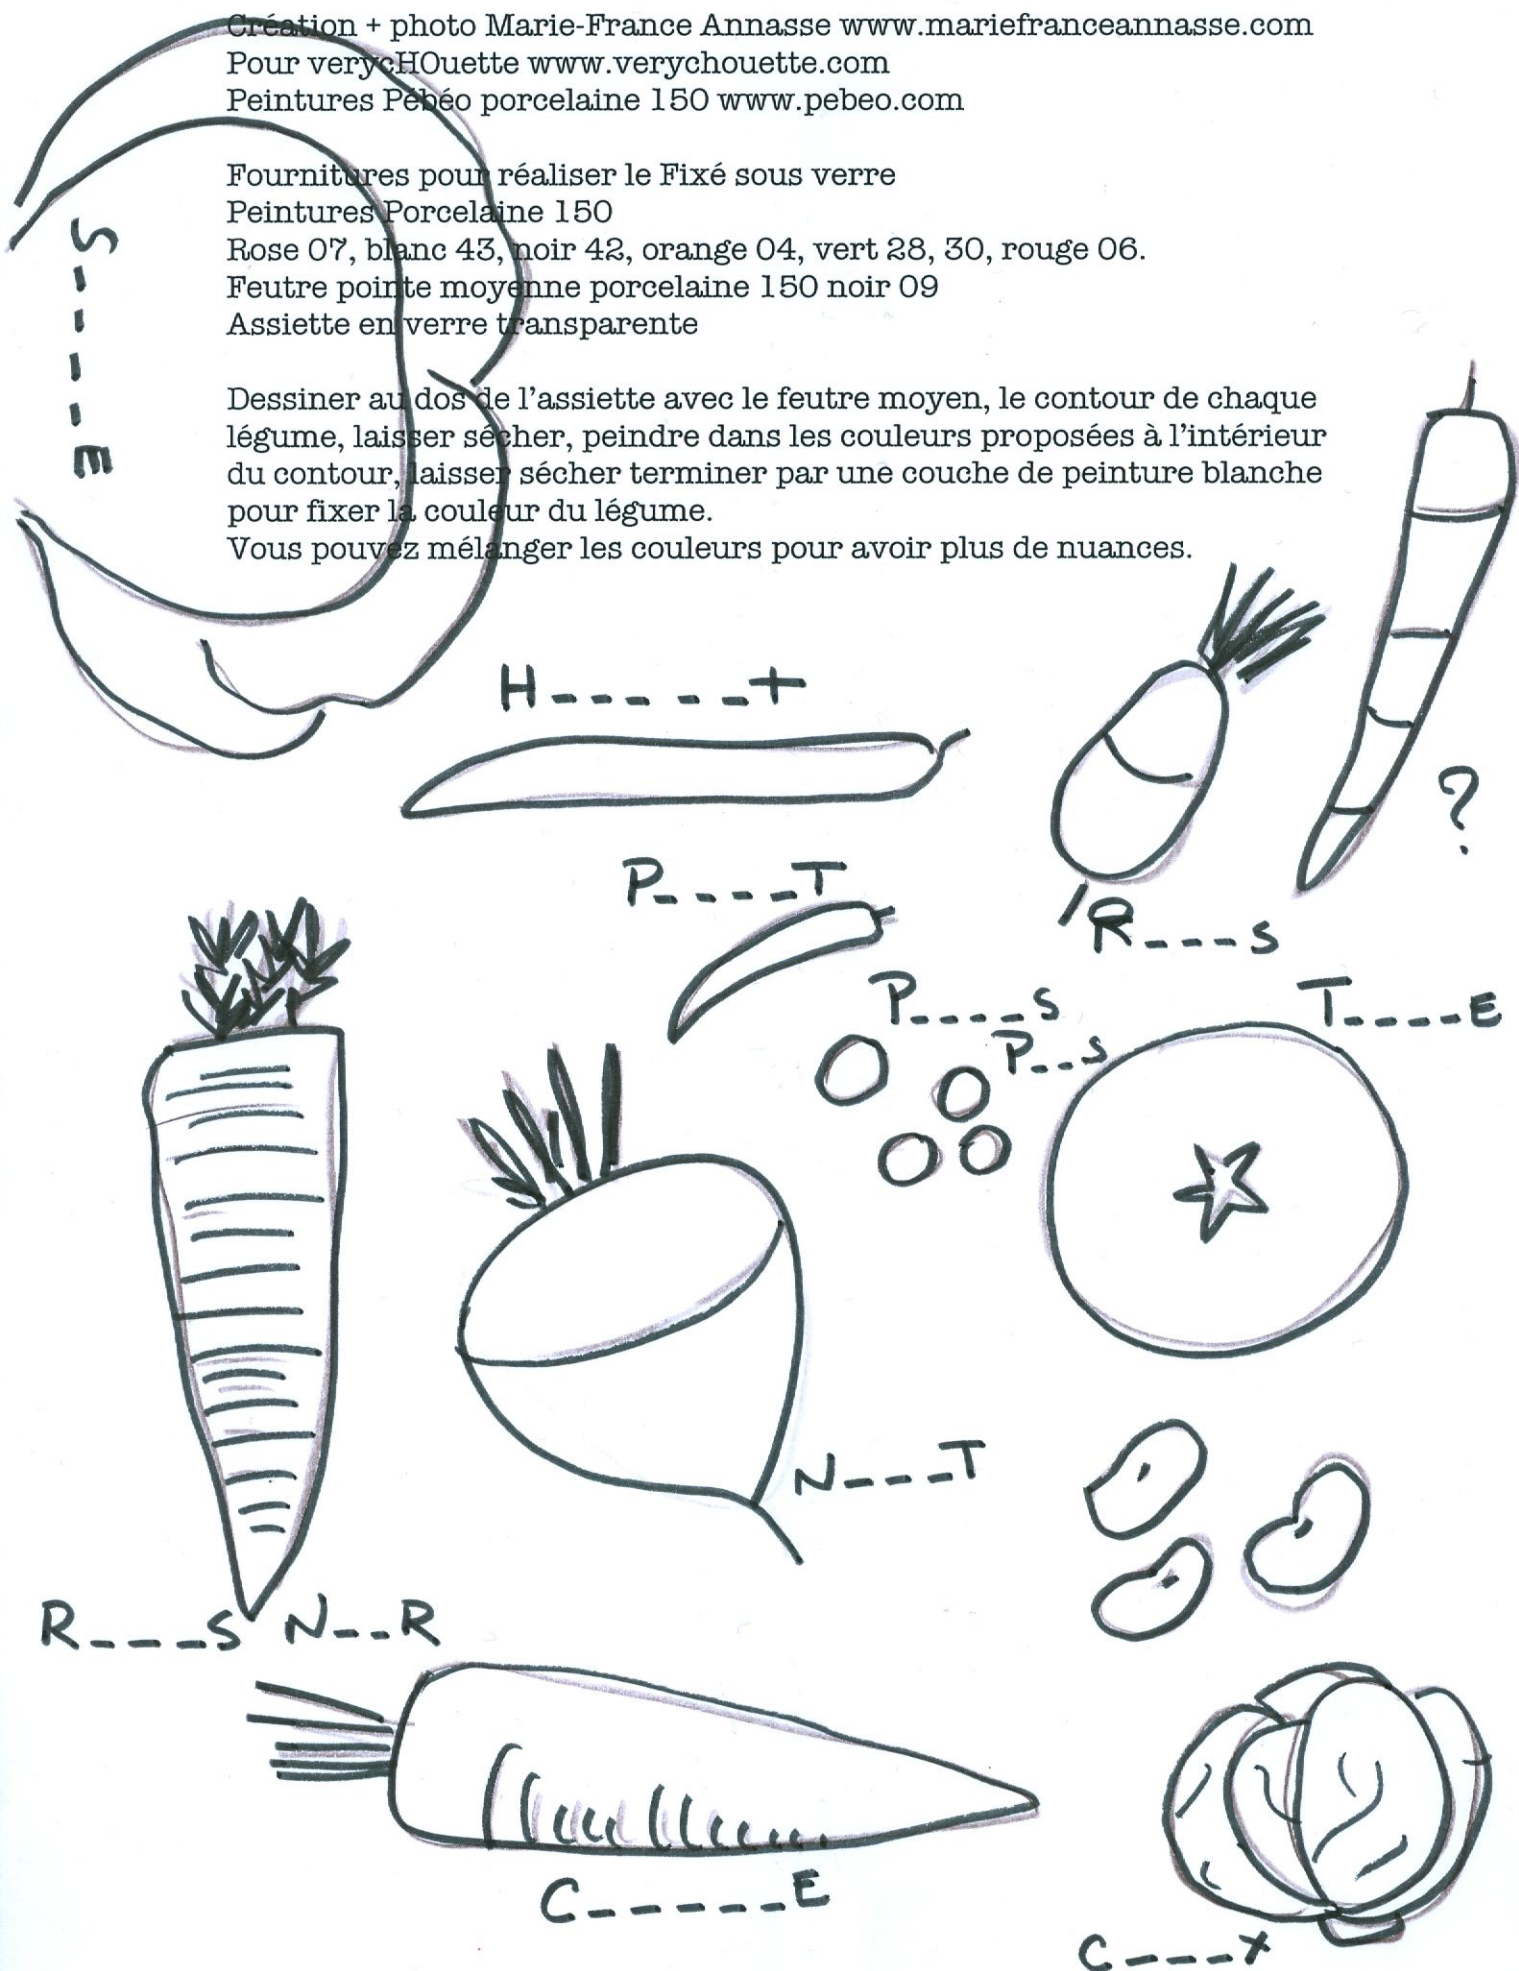 Création + photo Marie-France Annasse www.mariefranceannasse.com
Pour verycHOuette www.verychouette.com
Peintures Pébéo porcelaine 150 www.pebeo.com
Fournitures pour réaliser le Fixé sous verre
Peintures Porcelaine 150
Rose 07, blanc 43, noir 42, orange 04, vert 28, 30, rouge 06.
Feutre pointe moyenne porcelaine 150 noir 09
Assiette en verre transparente
Dessiner au dos de l'assiette avec le feutre moyen, le contour de chaque
légume, laisser sécher, peindre dans les couleurs proposées à l'intérieur
du contour, laisser sécher terminer par une couche de peinture blanche
pour fixer la couleur du légume.
Vous pouvez mélanger les couleurs pour avoir plus de nuances.
S----E
H-----t
?
P----T
R---S
P----S
P--S
T----E
N---T
R---S N--R
C-----E
C---X